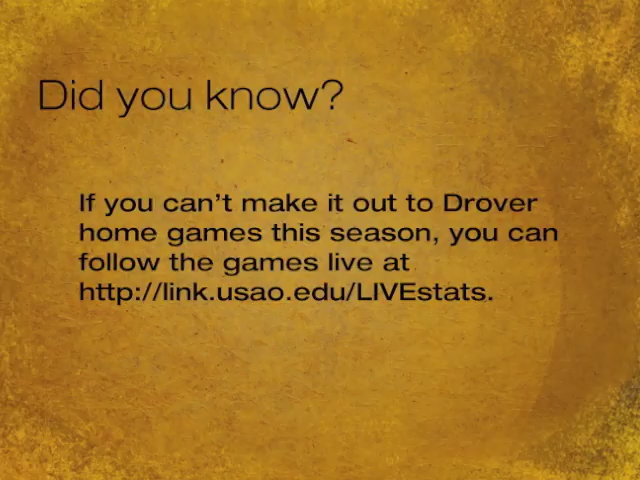 Did you know?
If you can't make it out to Drover
home games this season, you can
follow the games live at
http://link.usao.edu/LIVEstats.